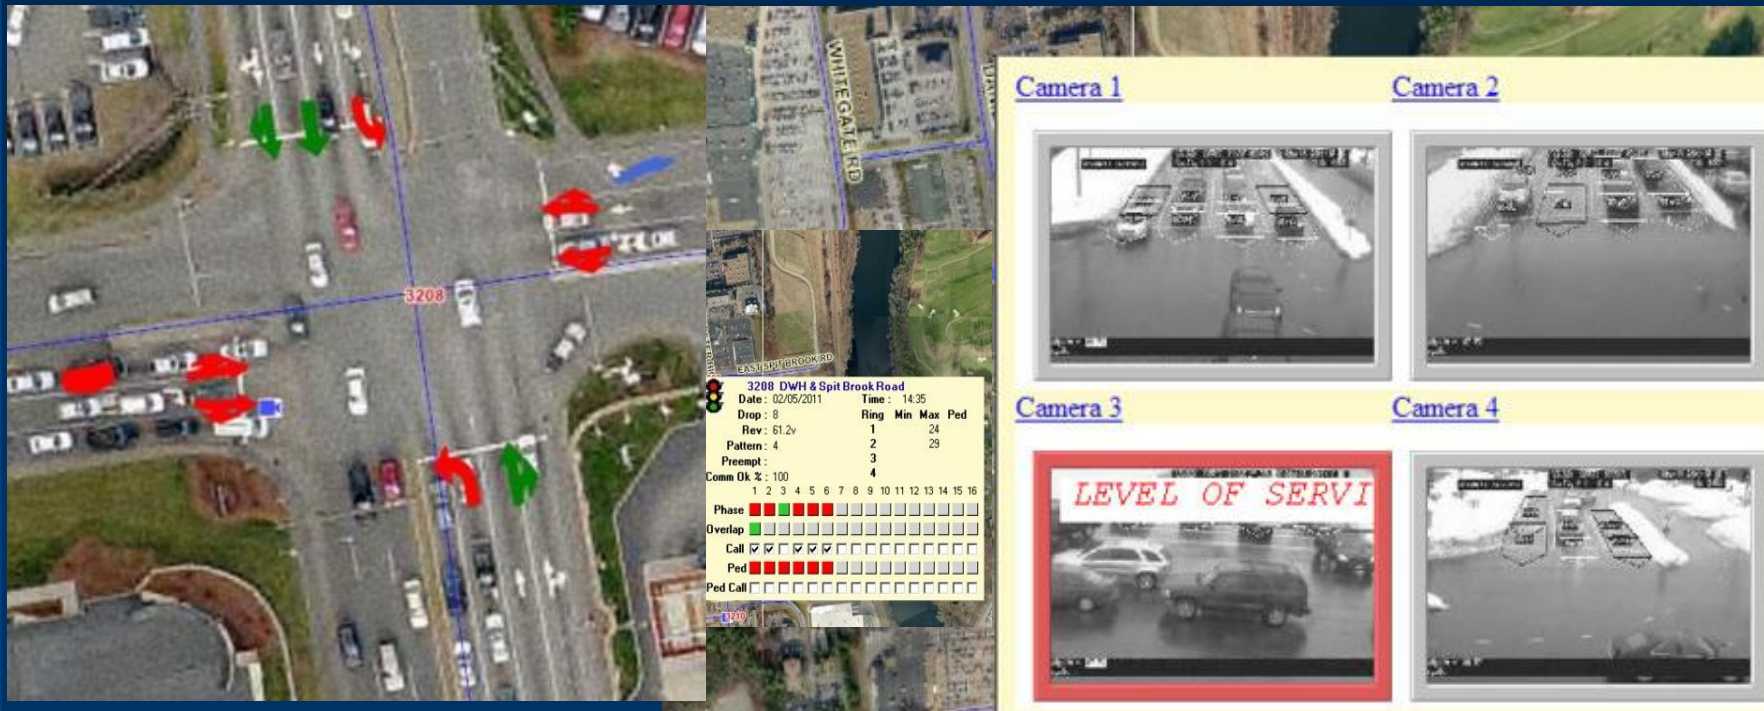 3208
WHITEGATE RD
EAST SPIT BROOK RD
3208 DWH & Spit Brook Road
Date : 02/05/2011 Time : 14:35
Drop : 8 Ring Min Max Ped
Rev : 61.2v 1 24
Pattern : 4 2 29
Preempt : 3
Comm Ok % : 100 4
1 2 3 4 5 6 7 8 9 10 11 12 13 14 15 16
Phase
Overlap
Call
Ped
Ped Call
3210
Camera 1
Camera 2
Camera 3
Camera 4
LEVEL OF SERVI